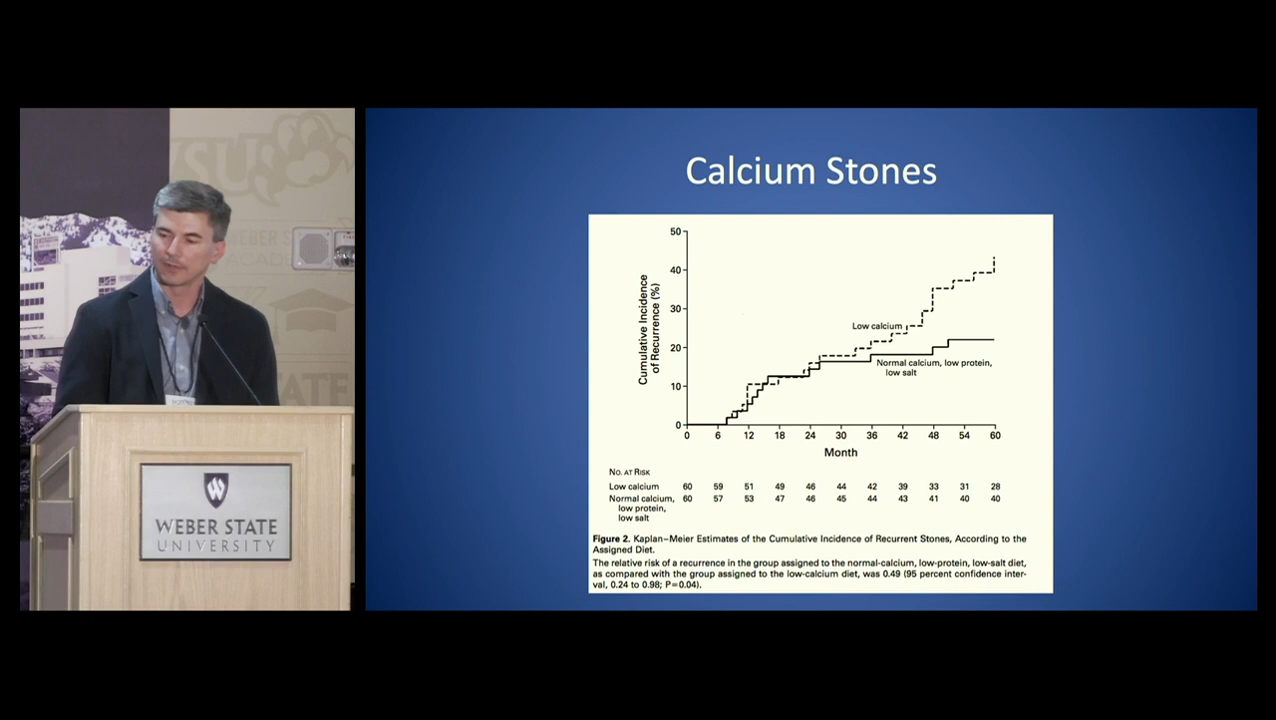 WSU
WEBER S
ACAD
STATE
WEBER STATE
UNIVERSITY
Calcium Stones
50
40
30
20
10
0
Cumulative Incidence
of Recurrence (%)
Low calcium
Normal calcium, low protein,
low salt
0 6 12 18 24 30 36 42 48 54 60
Month
No. at Risk
Low calcium 60 59 51 49 46 44 42 39 33 31 28
Normal calcium, 60 57 53 47 46 45 44 43 41 40 40
low protein,
low salt
Figure 2. Kaplan–Meier Estimates of the Cumulative Incidence of Recurrent Stones, According to the
Assigned Diet.
The relative risk of a recurrence in the group assigned to the normal-calcium, low-protein, low-salt diet,
as compared with the group assigned to the low-calcium diet, was 0.49 (95 percent confidence inter-
val, 0.24 to 0.98; P=0.04).